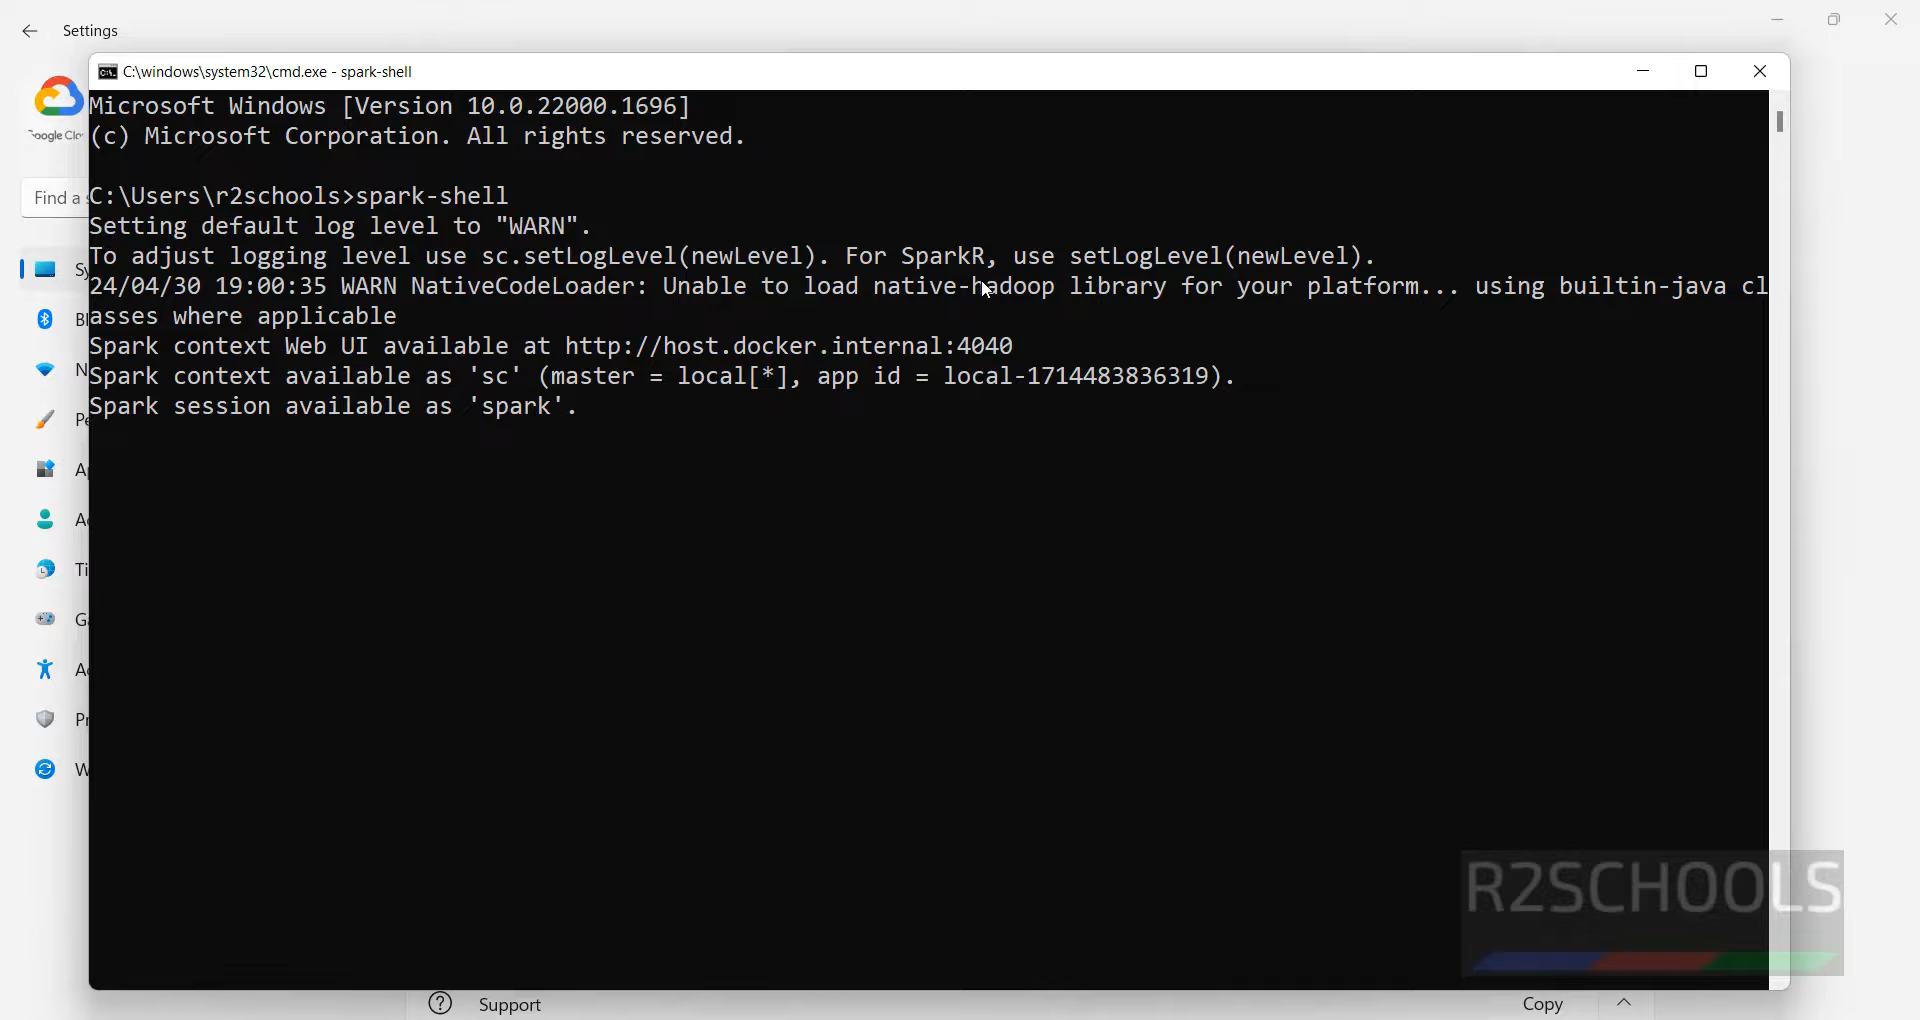 Settings
C:\windows\system32\cmd.exe - spark-shell
Microsoft Windows [Version 10.0.22000.1696]
(c) Microsoft Corporation. All rights reserved.
Find a
C:\Users\r2schools>spark-shell
Setting default log level to "WARN".
To adjust logging level use sc.setLogLevel(newLevel). For SparkR, use setLogLevel(newLevel).
24/04/30 19:00:35 WARN NativeCodeLoader: Unable to load native-hadoop library for your platform... using builtin-java cl
asses where applicable
Spark context Web UI available at http://host.docker.internal:4040
Spark context available as 'sc' (master = local[*], app id = local-1714483836319).
Spark session available as 'spark'.
R2SCHOOLS
Support
Copy